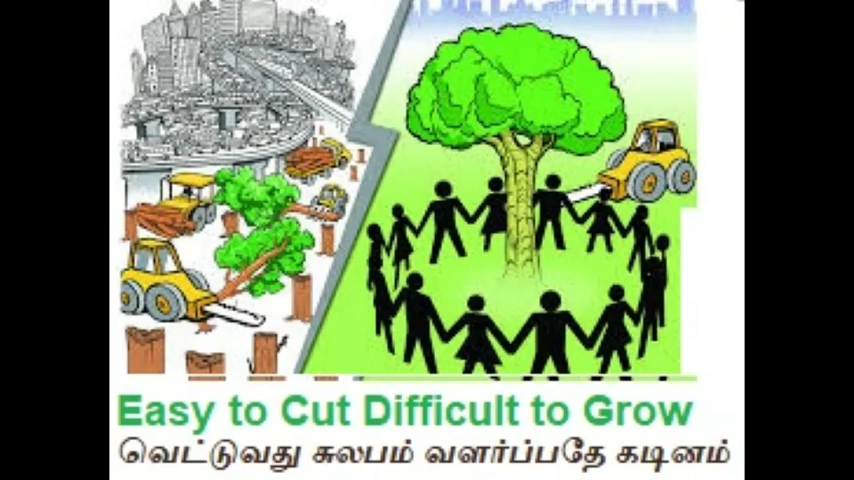 Easy to Cut Difficult to Grow
வெட்டுவது சுலபம் வளர்ப்பதே கடினம்